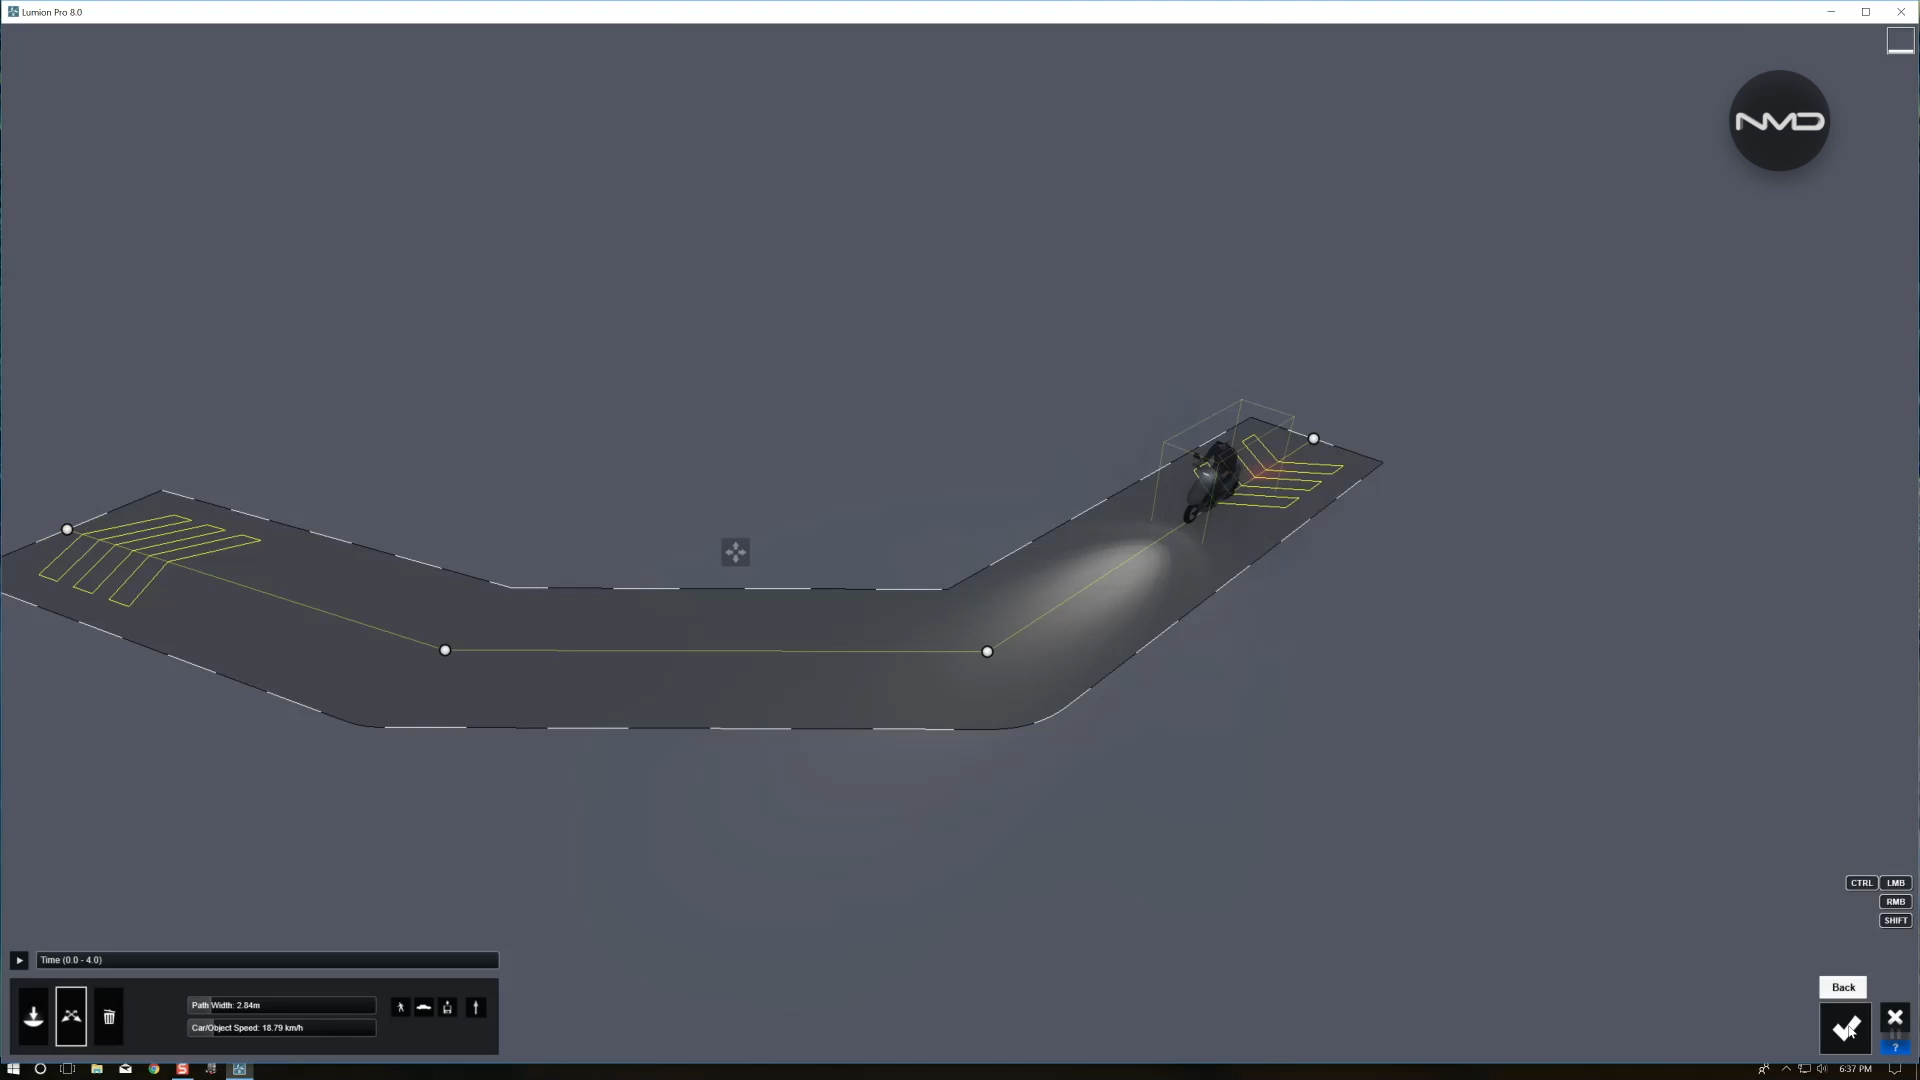 Lumion Pro 8.0
NMD
CTRL LMB
RMB
SHIFT
Time (0.0 - 4.0)
Back
Path Width: 2.84m
Car/Object Speed: 18.79 km/h
?
S
6:37 PM